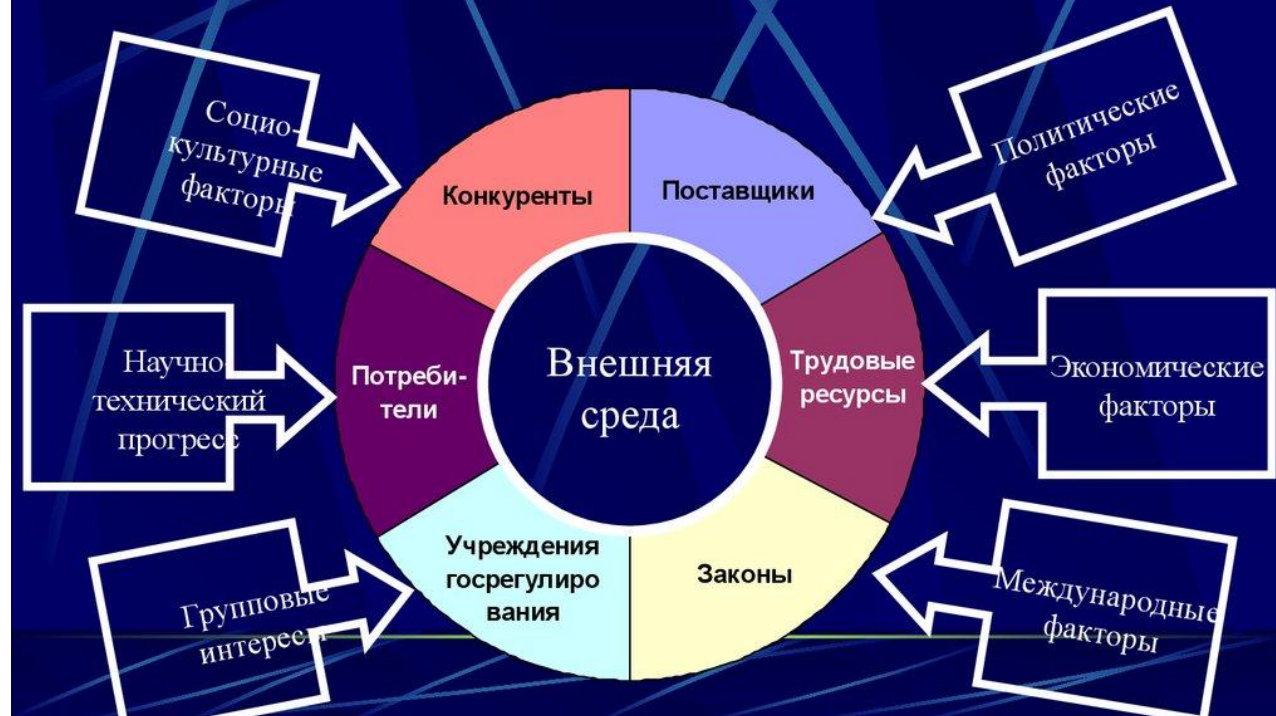 Социо-
культурные
факторы
Конкуренты
Поставщики
Политические
факторы
Научно-
технический
прогресс
Потреби-
тели
Внешняя
среда
Трудовые
ресурсы
Экономические
факторы
Групповые
интересы
Учреждения
госрегулиро
вания
Законы
Международные
факторы